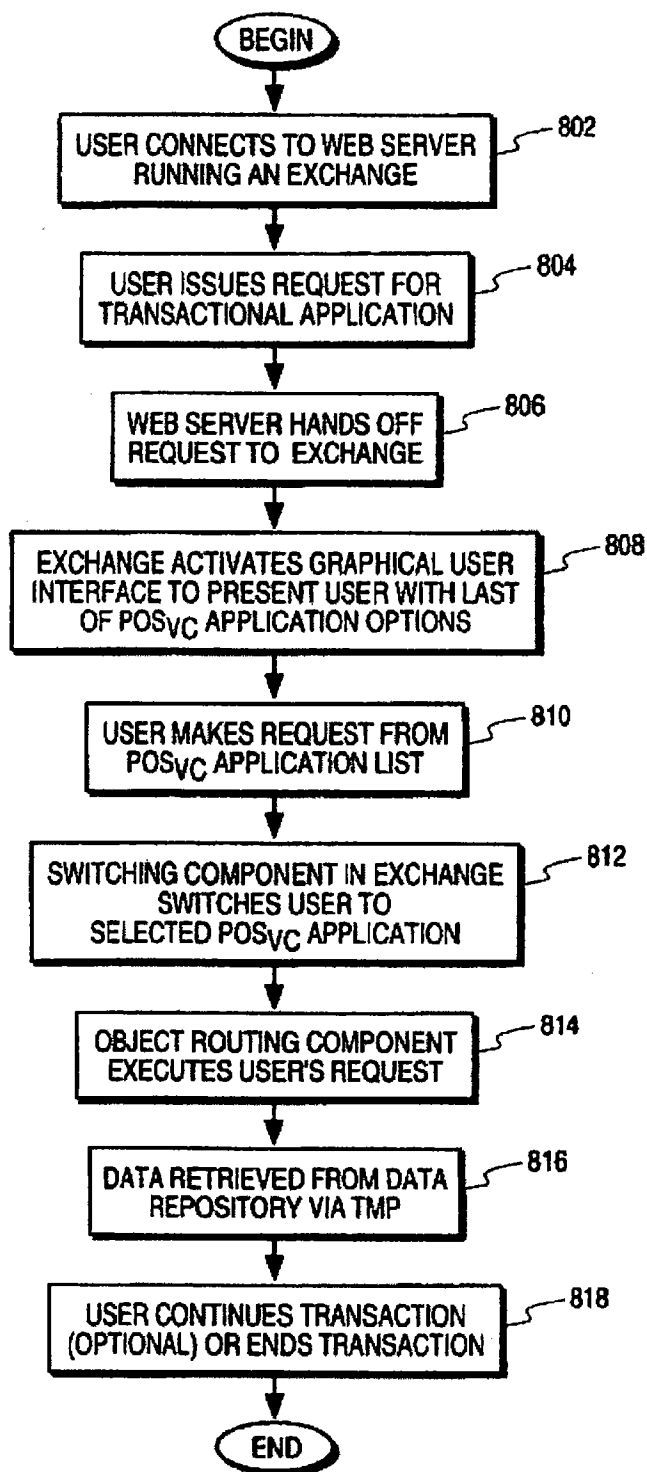 BEGIN
USER CONNECTS TO WEB SERVER
RUNNING AN EXCHANGE
802
USER ISSUES REQUEST FOR
TRANSACTIONAL APPLICATION
804
WEB SERVER HANDS OFF
REQUEST TO EXCHANGE
806
EXCHANGE ACTIVATES GRAPHICAL USER
INTERFACE TO PRESENT USER WITH LAST
OF POSVC APPLICATION OPTIONS
808
USER MAKES REQUEST FROM
POSVC APPLICATION LIST
810
SWITCHING COMPONENT IN EXCHANGE
SWITCHES USER TO
SELECTED POSVC APPLICATION
812
OBJECT ROUTING COMPONENT
EXECUTES USER'S REQUEST
814
DATA RETRIEVED FROM DATA
REPOSITORY VIA TMP
816
USER CONTINUES TRANSACTION
(OPTIONAL) OR ENDS TRANSACTION
818
END